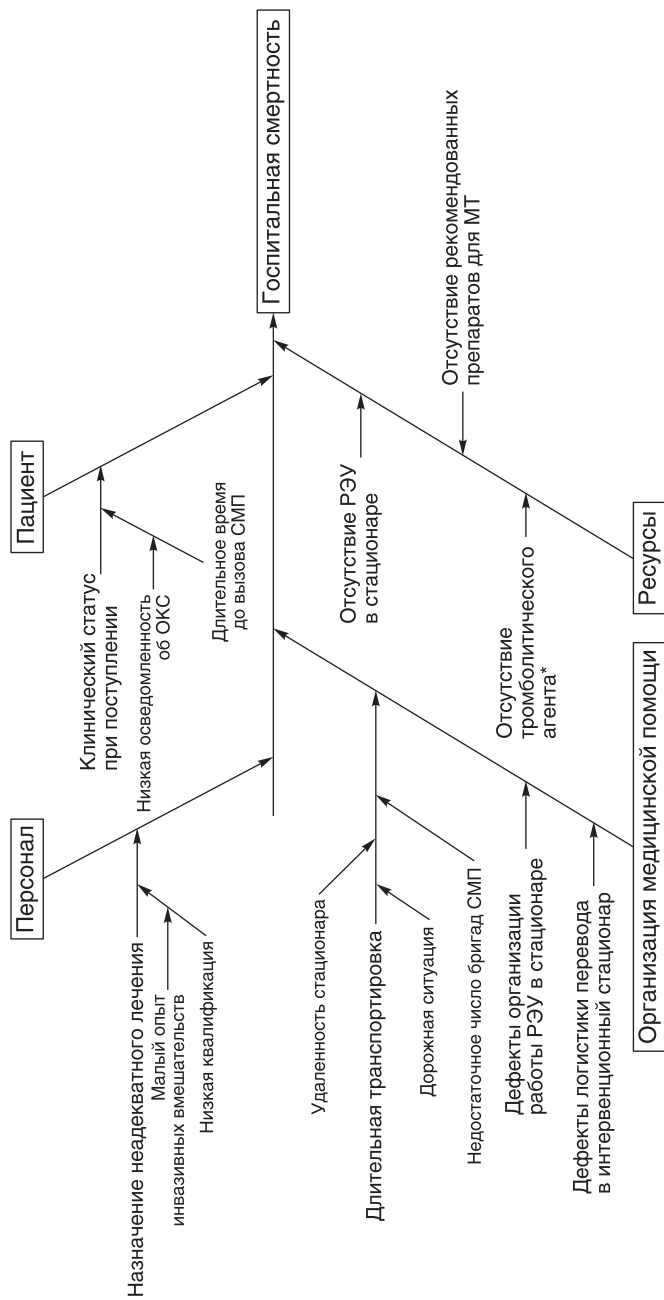 Персонал
Назначение неадекватного лечения
Малый опыт
инвазивных вмешательств
Низкая квалификация
Пациент
Клинический статус
при поступлении
Низкая осведомленность
об ОКС
Длительное время
до вызова СМП
Госпитальная смертность
Удаленность стационара
Длительная транспортировка
Дорожная ситуация
Недостаточное число бригад СМП
Дефекты организации
работы РЭУ в стационаре
Дефекты логистики перевода
в интервенционный стационар
Организация медицинской помощи
Отсутствие РЭУ
в стационаре
Отсутствие рекомендованных
препаратов для МТ
Отсутствие
тромболитического
агента*
Ресурсы